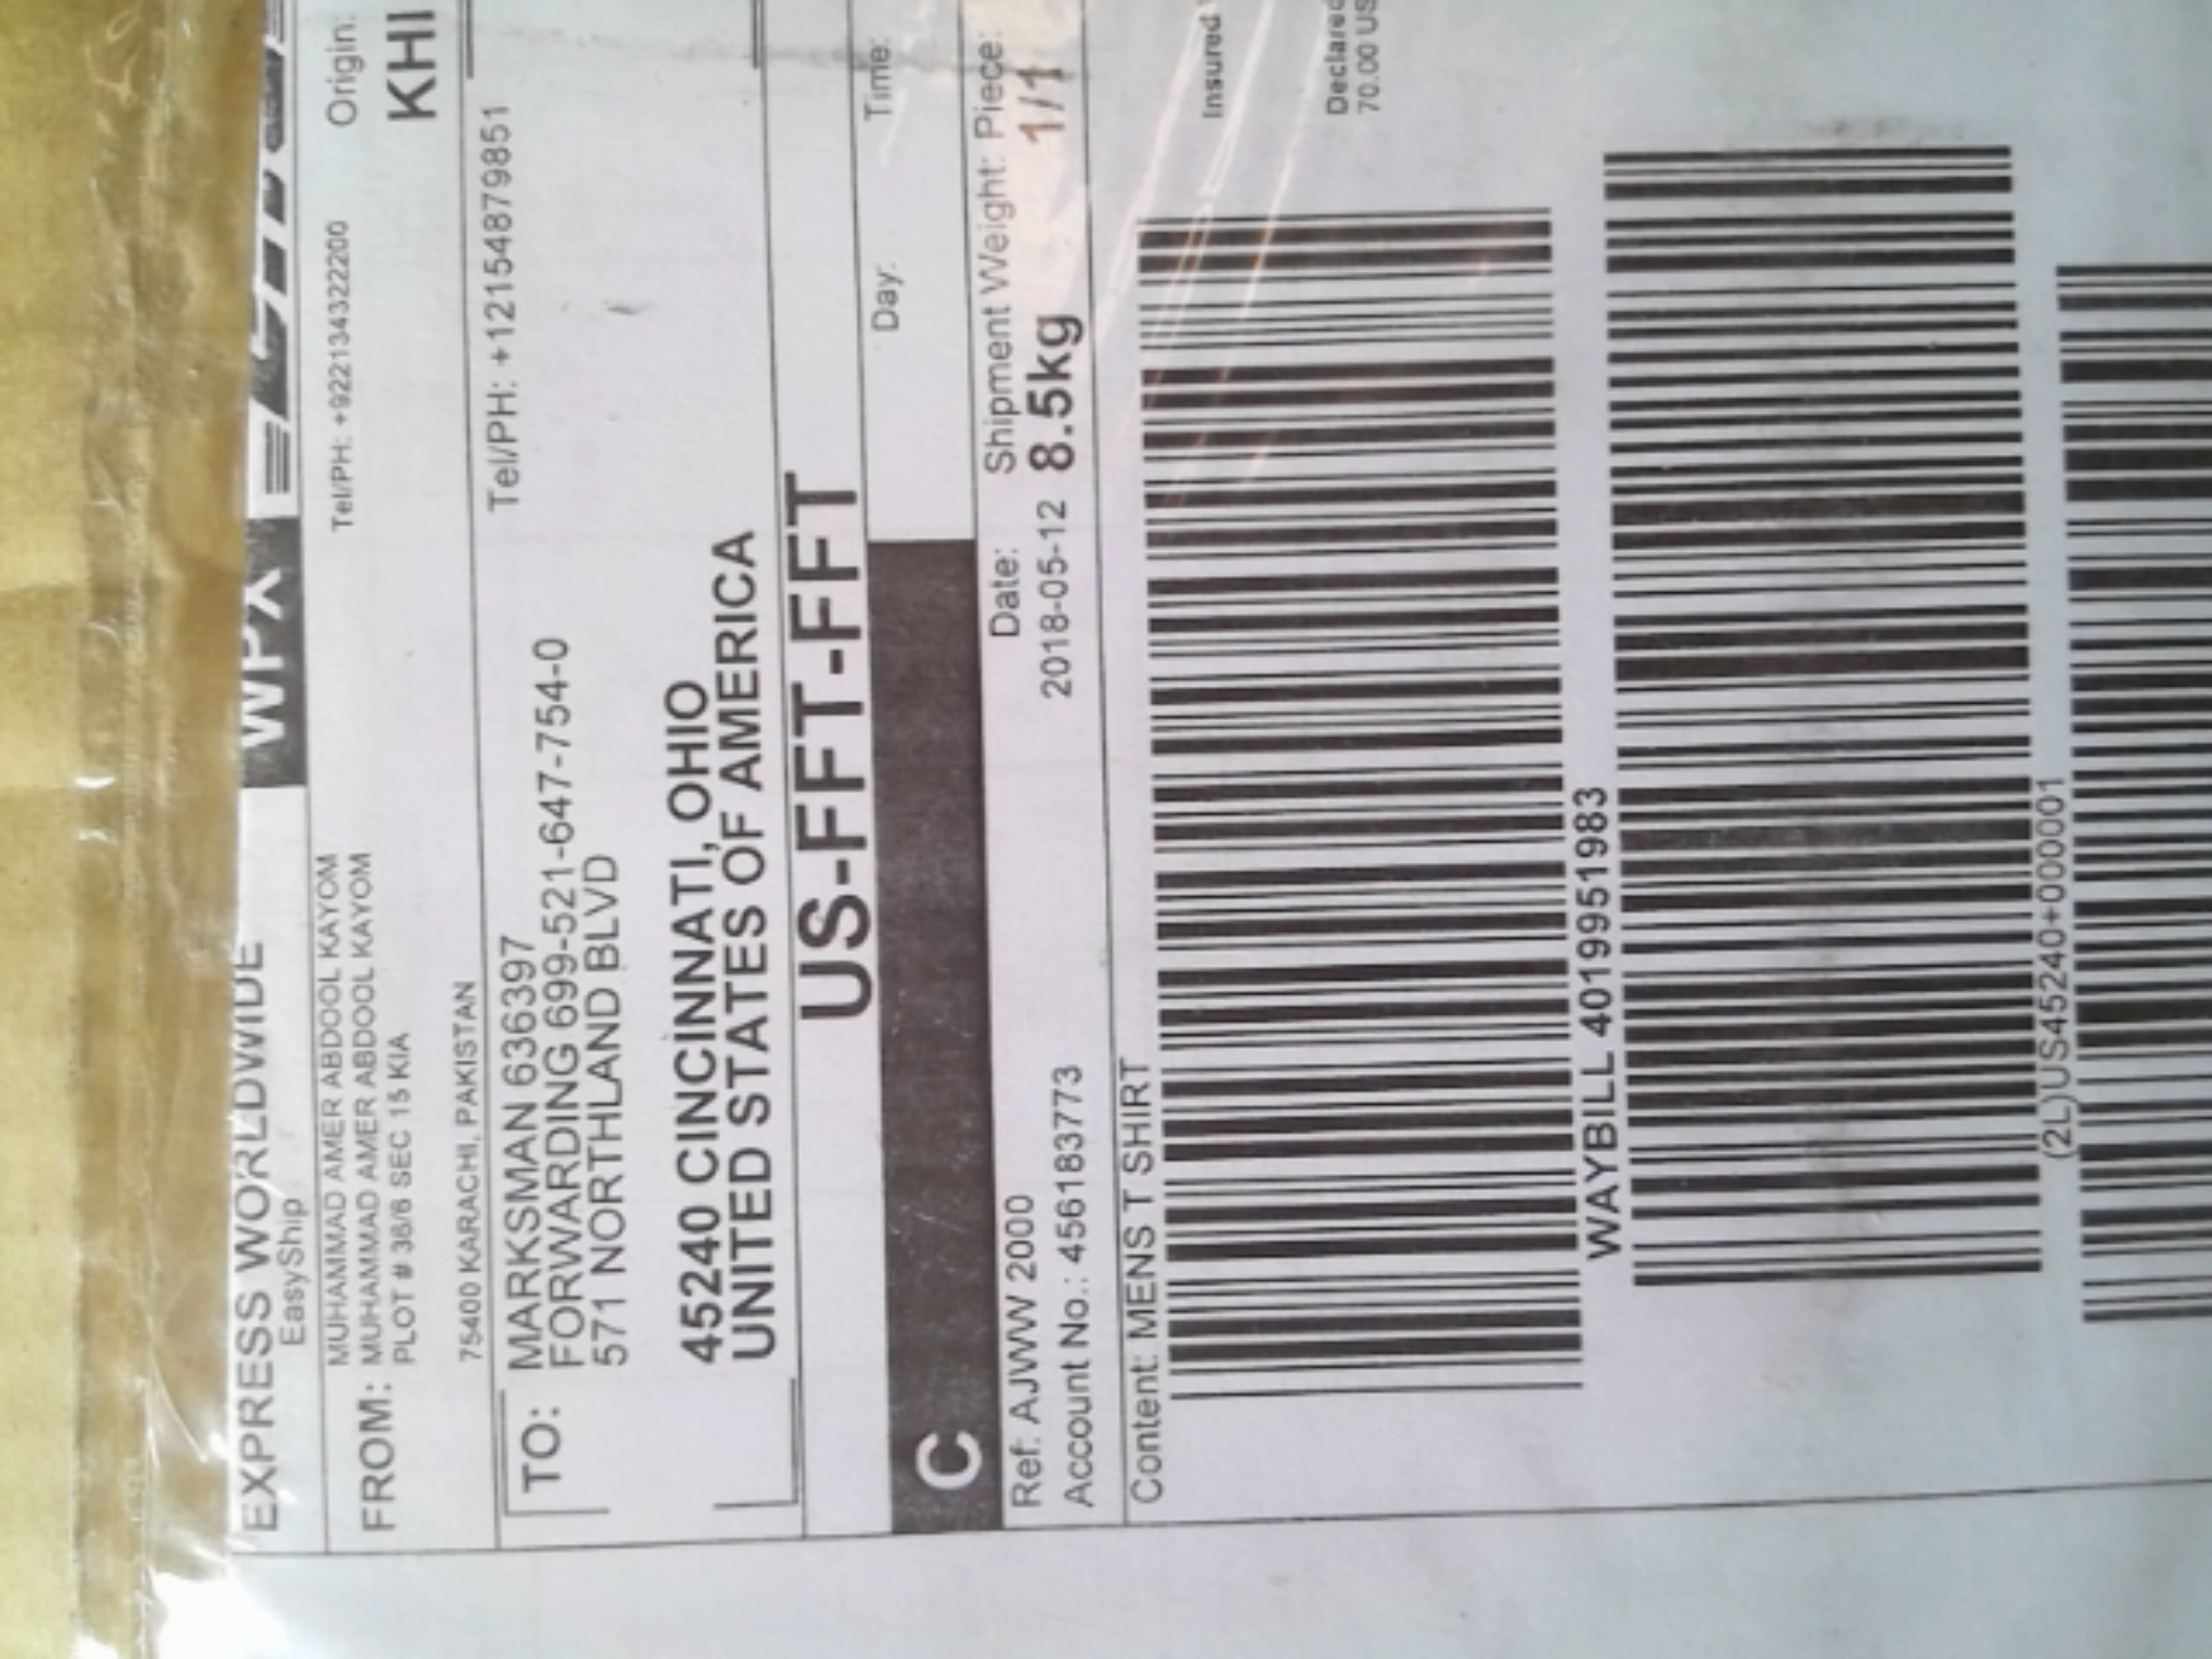 EXPRESS WORLDWIDE
EasyShip
WPX
FROM:
MUHAMMAD AMER ABDOOL KAYOM
MUHAMMAD AMER ABDOOL KAYOM
PLOT # 36/6 SEC 15 KIA
75400 KARACHI, PAKISTAN
Tel/PH: +922134322200
Origin:
KHI
TO:
MARKSMAN 636397
FORWARDING 699-521-647-754-0
571 NORTHLAND BLVD
Tel/PH: +12154879851
45240 CINCINNATI, OHIO
UNITED STATES OF AMERICA
US-FFT-FFT
C
Day:
Time:
Ref: AJWW 2000
Account No.: 456183773
Date:
2018-05-12
Shipment Weight:
8.5kg
Piece:
1/1
Content: MENS T SHIRT
Insured
Declared
70.00 US
WAYBILL 4019951983
(2L)US45240+000001